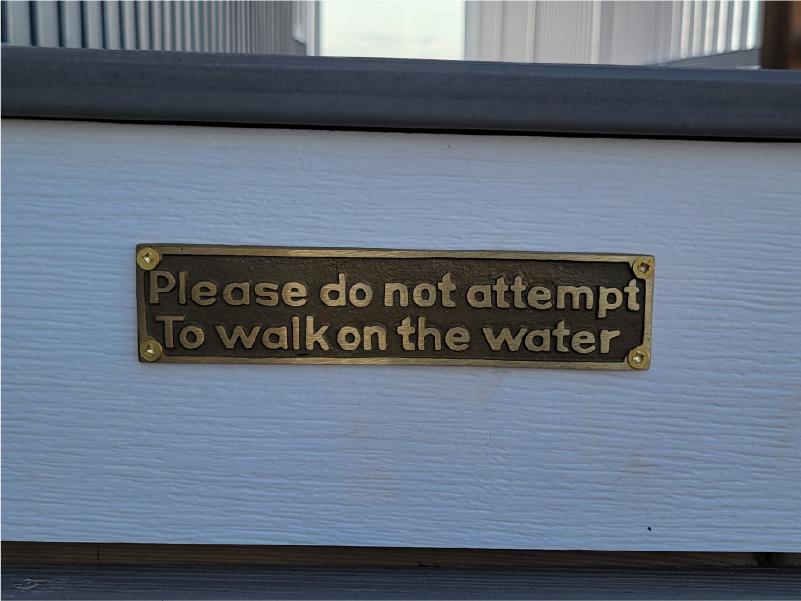 Please do not attempt
To walk on the water